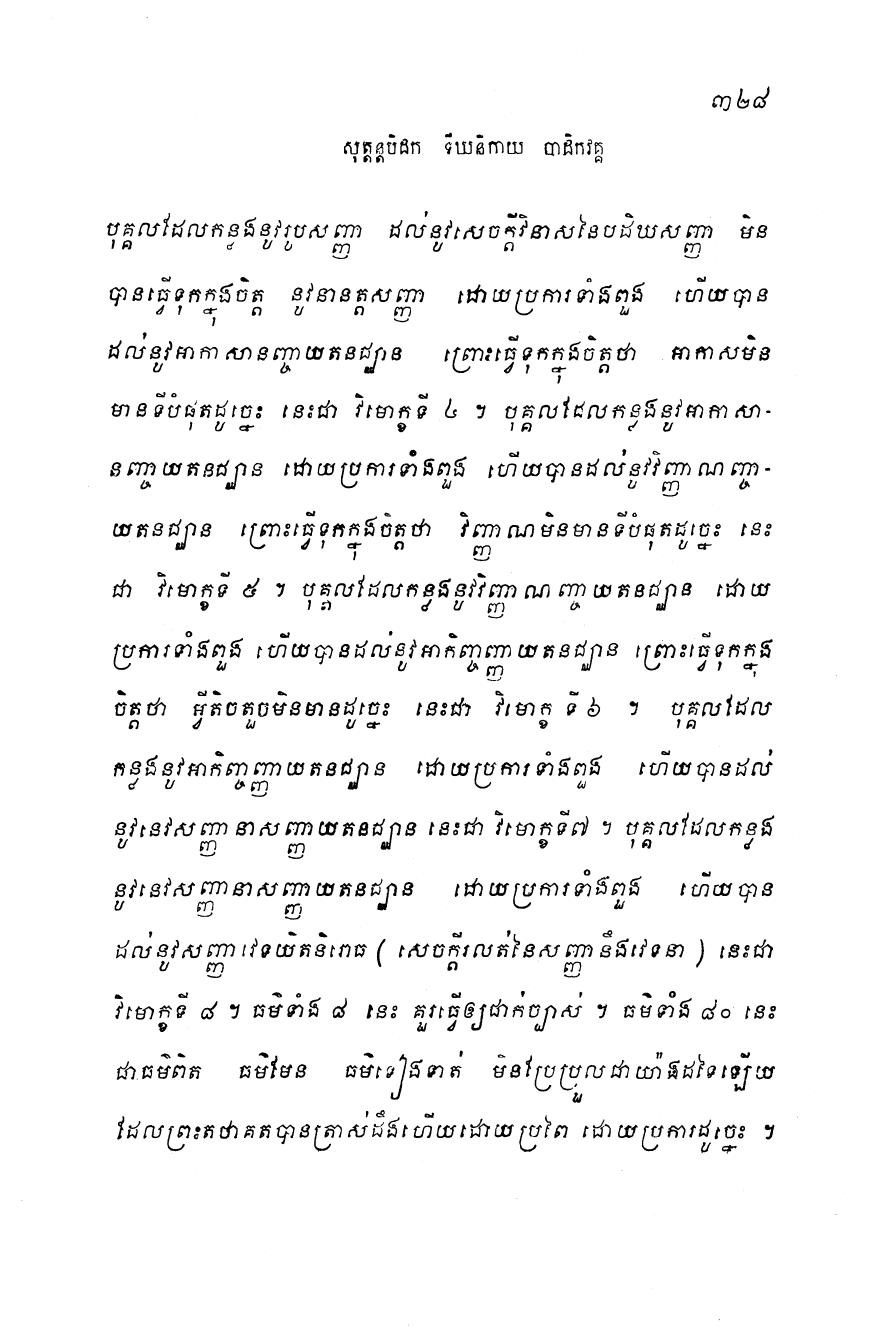 ៣២៨
សុត្តន្តបិដក ទីឃនិកាយ បាដិកវគ្គ
បុគ្គលដែលកន្លងនូវរូបសញ្ញា ដល់នូវសេចក្តីវិនាសនៃបដិឃសញ្ញា មិន
បានធ្វើទុកក្នុងចិត្ត នូវនានត្តសញ្ញា ដោយប្រការទាំងពួង ហើយបាន
ដល់នូវអាកាសានញ្ចាយតនជ្ឈាន ព្រោះធ្វើទុកក្នុងចិត្តថា អាកាសមិន
មានទីបំផុតដូច្នេះ នេះជា វិមោក្ខទី ៤ ។ បុគ្គលដែលកន្លងនូវអាកាសា-
នញ្ចាយតនជ្ឈាន ដោយប្រការទាំងពួង ហើយបានដល់នូវវិញ្ញាណញ្ចា-
យតនជ្ឈាន ព្រោះធ្វើទុកក្នុងចិត្តថា វិញ្ញាណមិនមានទីបំផុតដូច្នេះ នេះ
ជា វិមោក្ខទី ៥ ។ បុគ្គលដែលកន្លងនូវវិញ្ញាណញ្ចាយតនជ្ឈាន ដោយ
ប្រការទាំងពួង ហើយបានដល់នូវអាកិញ្ចញ្ញាយតនជ្ឈាន ព្រោះធ្វើទុកក្នុង
ចិត្តថា អ្វីតិចតួចមិនមានដូច្នេះ នេះជា វិមោក្ខ ទី ៦ ។ បុគ្គលដែល
កន្លងនូវអាកិញ្ចញ្ញាយតនជ្ឈាន ដោយប្រការទាំងពួង ហើយបានដល់
នូវនេវសញ្ញានាសញ្ញាយតនជ្ឈាន នេះជា វិមោក្ខទី៧ ។ បុគ្គលដែលកន្លង
នូវនេវសញ្ញានាសញ្ញាយតនជ្ឈាន ដោយប្រការទាំងពួង ហើយបាន
ដល់នូវសញ្ញាវេទយិតនិរោធ ( សេចក្តីរលត់នៃសញ្ញានឹងវេទនា ) នេះជា
វិមោក្ខទី ៨ ។ ធម៌ទាំង ៨ នេះ គួរធ្វើឲ្យជាក់ច្បាស់ ។ ធម៌ទាំង ៨០ នេះ
ជាធម៌ពិត ធម៌មែន ធម៌ទៀងទាត់ មិនប្រែប្រួលជាយ៉ាងដទៃឡើយ
ដែលព្រះតថាគតបានត្រាស់ដឹងហើយដោយប្រពៃ ដោយប្រការដូច្នេះ ។